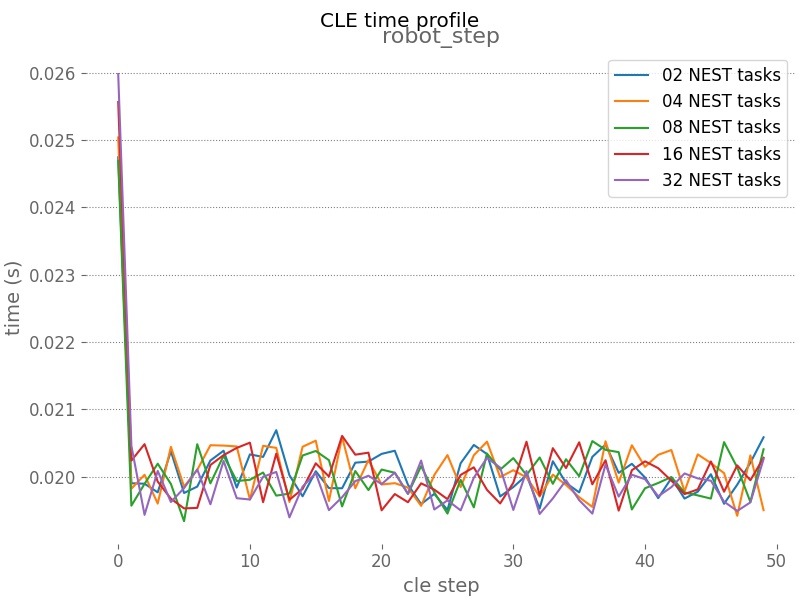 CLE time profile
robot_step
0.026
0.025
0.024
0.023
0.022
0.021
0.020
time (s)
02 NEST tasks
04 NEST tasks
08 NEST tasks
16 NEST tasks
32 NEST tasks
0
10
20
30
40
50
cle step